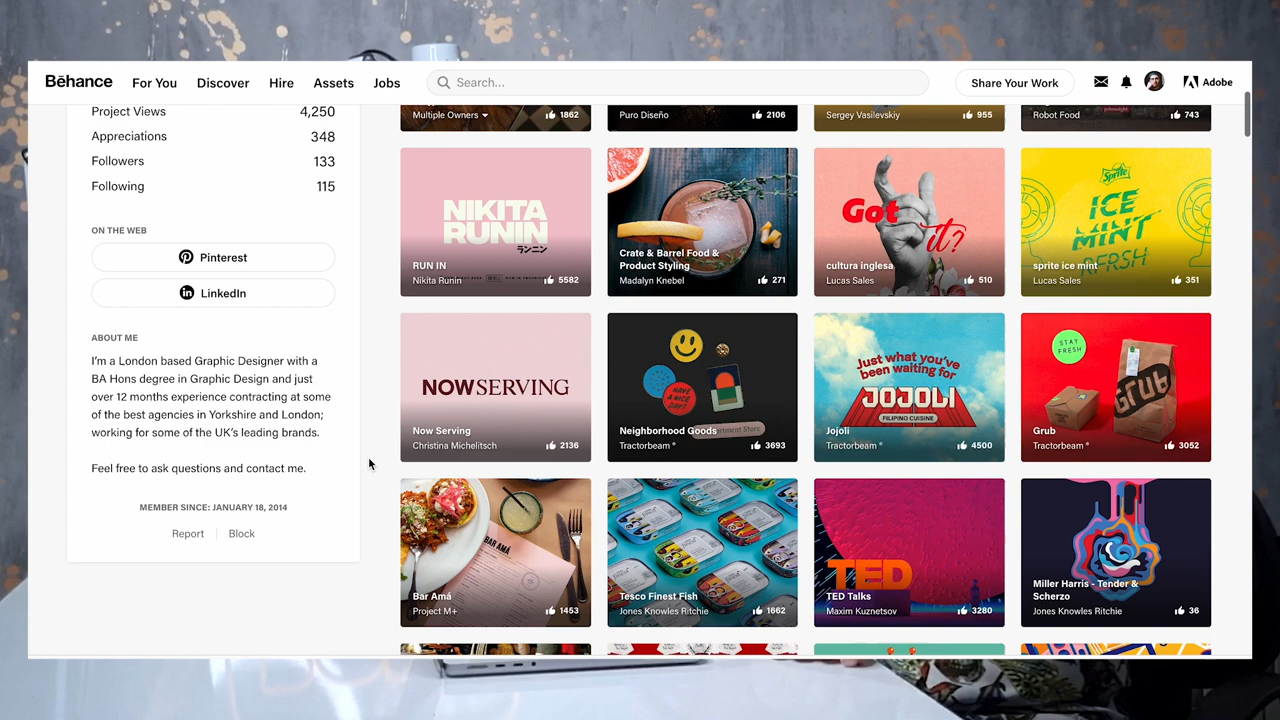 Bēhance
For You
Discover
Hire
Assets
Jobs
Search...
Share Your Work
Adobe
Project Views 4,250
Appreciations 348
Followers 133
Following 115
ON THE WEB
Pinterest
LinkedIn
ABOUT ME
I'm a London based Graphic Designer with a
BA Hons degree in Graphic Design and just
over 12 months experience contracting at some
of the best agencies in Yorkshire and London;
working for some of the UK's leading brands.
Feel free to ask questions and contact me.
MEMBER SINCE: JANUARY 18, 2014
Report
Block
Multiple Owners 1862
Puro Diseño 2106
Sergey Vasilevskiy 955
Robot Food 743
NIKITA
RUNIN
ランニン
RUN IN
Nikita Runin 5582
Crate & Barrel Food &
Product Styling
Madalyn Knebel 271
Got
it?
cultura inglesa
Lucas Sales 510
Sprite
ICE
MINT
sprite ice mint
Lucas Sales 351
NOW SERVING
Now Serving
Christina Michelitsch 2136
HAVE
A NICE
DAY!
Neighborhood Goods
Tractorbeam ° 3693
Just what you've
been waiting for
JOJOLI
FILIPINO CUISINE
Jojoli
Tractorbeam ° 4500
STAY
FRESH
Grub
Grub
Tractorbeam ° 3052
BAR AMÁ
Bar Amá
Project M+ 1453
Tesco Finest Fish
Jones Knowles Ritchie 1662
TED
TED Talks
Maxim Kuznetsov 3280
Miller Harris - Tender &
Scherzo
Jones Knowles Ritchie 36